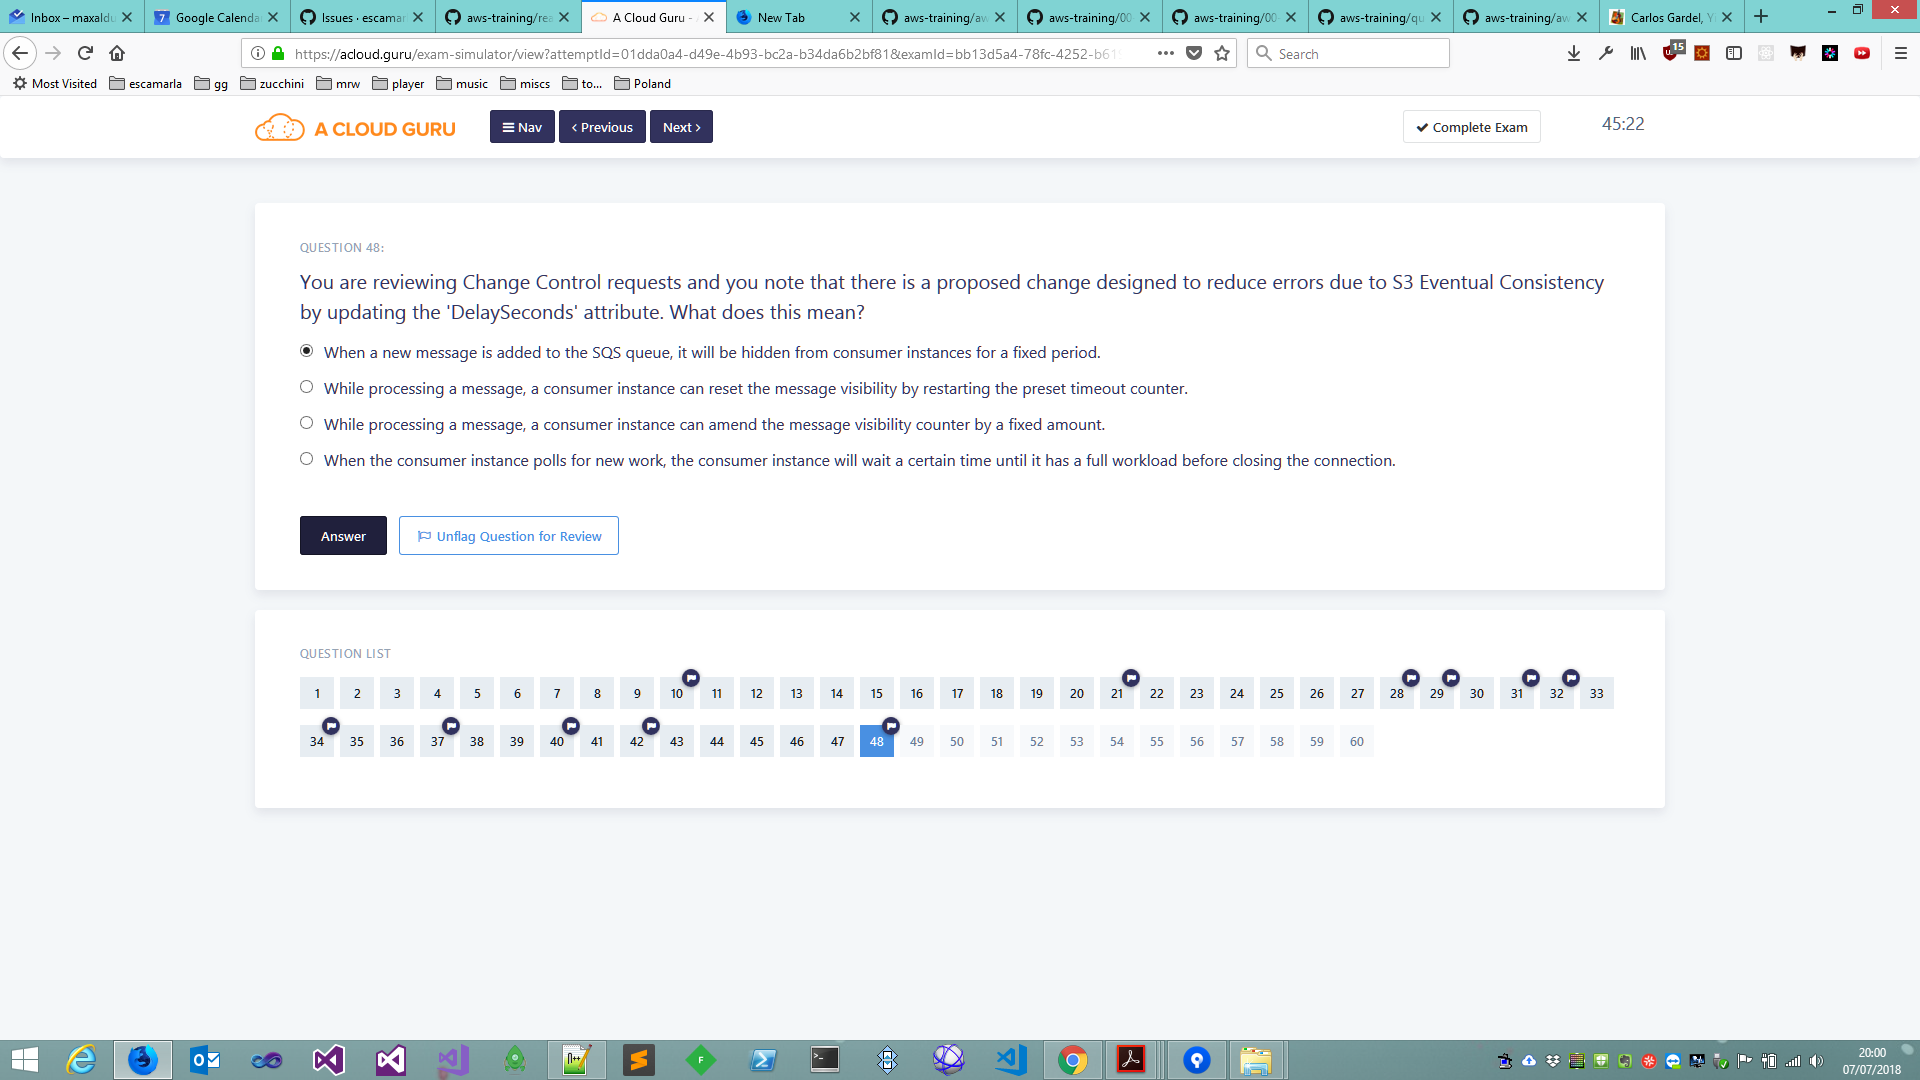 Inbox – maxaldu
7 Google Calenda
Issues · escamar
aws-training/rea
A Cloud Guru -
New Tab
aws-training/aw
aws-training/00
aws-training/00
aws-training/qu
aws-training/aw
Carlos Gardel, Y
https://acloud.guru/exam-simulator/view?attemptId=01dda0a4-d49e-4b93-bc2a-b34da6b2bf81&examId=bb13d5a4-78fc-4252-b61
Search
15
Most Visited
escamarla
gg
zucchini
mrw
player
music
miscs
to...
Poland
A CLOUD GURU
Nav
Previous
Next
Complete Exam
45:22
QUESTION 48:
You are reviewing Change Control requests and you note that there is a proposed change designed to reduce errors due to S3 Eventual Consistency
by updating the 'DelaySeconds' attribute. What does this mean?
When a new message is added to the SQS queue, it will be hidden from consumer instances for a fixed period.
While processing a message, a consumer instance can reset the message visibility by restarting the preset timeout counter.
While processing a message, a consumer instance can amend the message visibility counter by a fixed amount.
When the consumer instance polls for new work, the consumer instance will wait a certain time until it has a full workload before closing the connection.
Answer
Unflag Question for Review
QUESTION LIST
1 2 3 4 5 6 7 8 9 10 11 12 13 14 15 16 17 18 19 20 21 22 23 24 25 26 27 28 29 30 31 32 33
34 35 36 37 38 39 40 41 42 43 44 45 46 47 48 49 50 51 52 53 54 55 56 57 58 59 60
20:00
07/07/2018